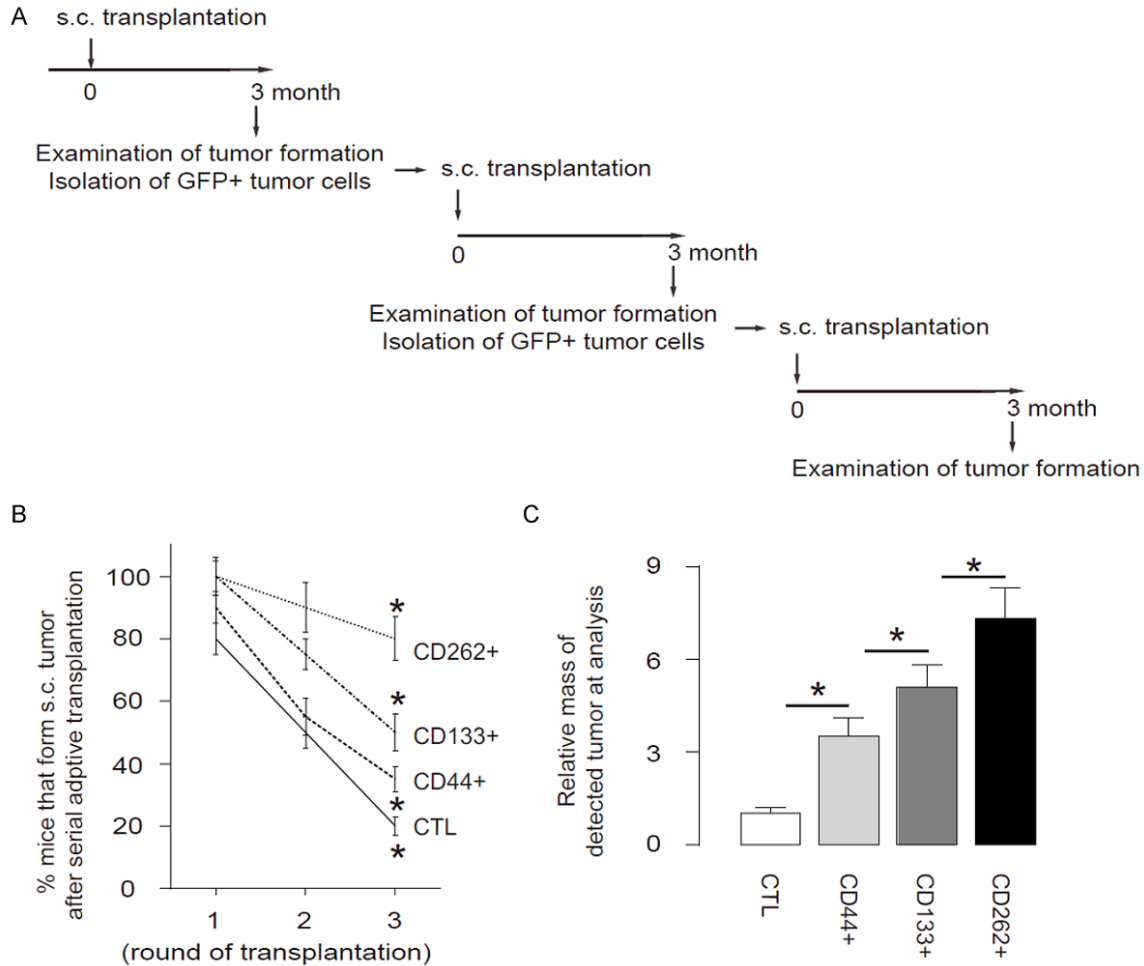 A
s.c. transplantation
0
3 month
Examination of tumor formation
Isolation of GFP+ tumor cells
s.c. transplantation
0
3 month
Examination of tumor formation
Isolation of GFP+ tumor cells
s.c. transplantation
0
3 month
Examination of tumor formation
B
% mice that form s.c. tumor
after serial adptive transplantation
100
80
60
40
20
0
1 2 3
(round of transplantation)
*
CD262+
*
CD133+
CD44+
*
CTL
*
C
Relative mass of
detected tumor at analysis
9
6
3
0
*
*
*
CTL
CD44+
CD133+
CD262+